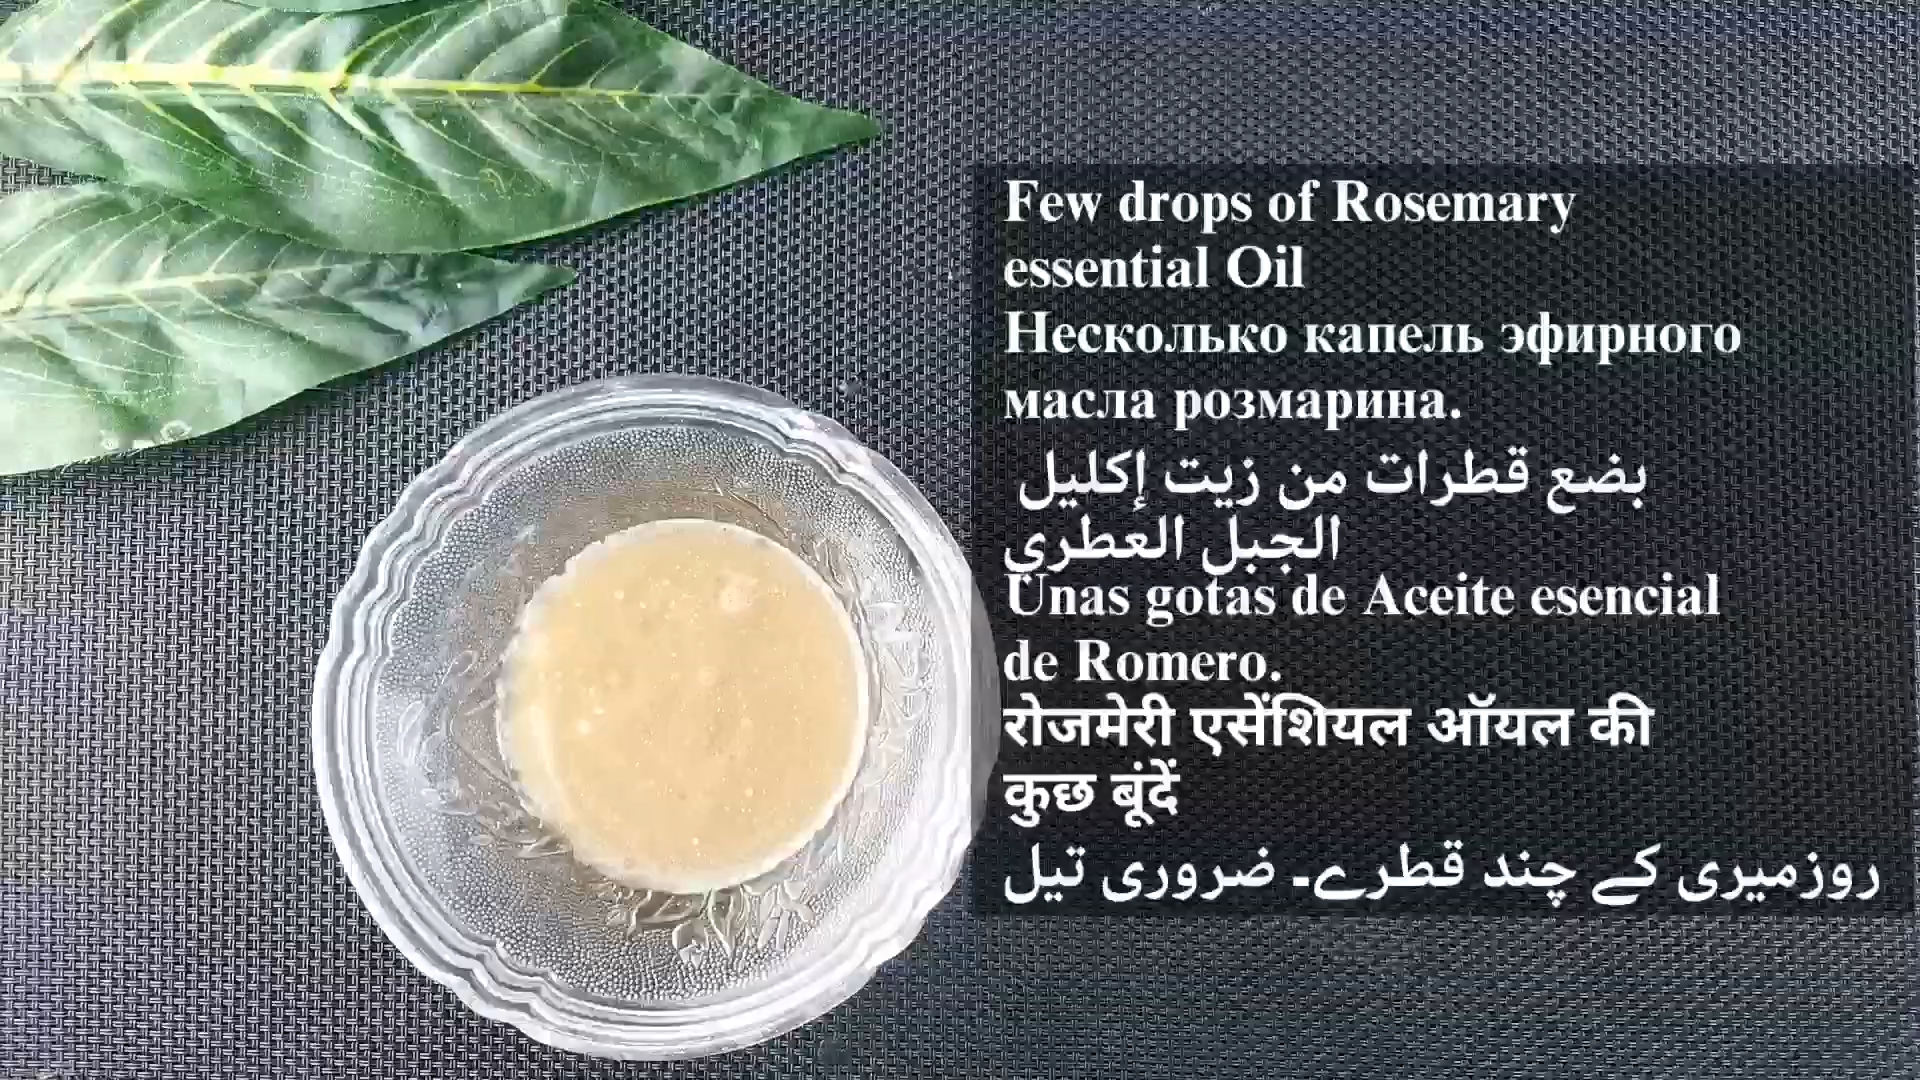 Few drops of Rosemary
essential Oil
Несколько капель эфирного
масла розмарина.
بضع قطرات من زيت إكليل
الجبل العطري
Unas gotas de Aceite esencial
de Romero.
रोजमेरी एसेंशियल ऑयल की
कुछ बूंदें
روزمیری کے چند قطرے۔ ضروری تیل